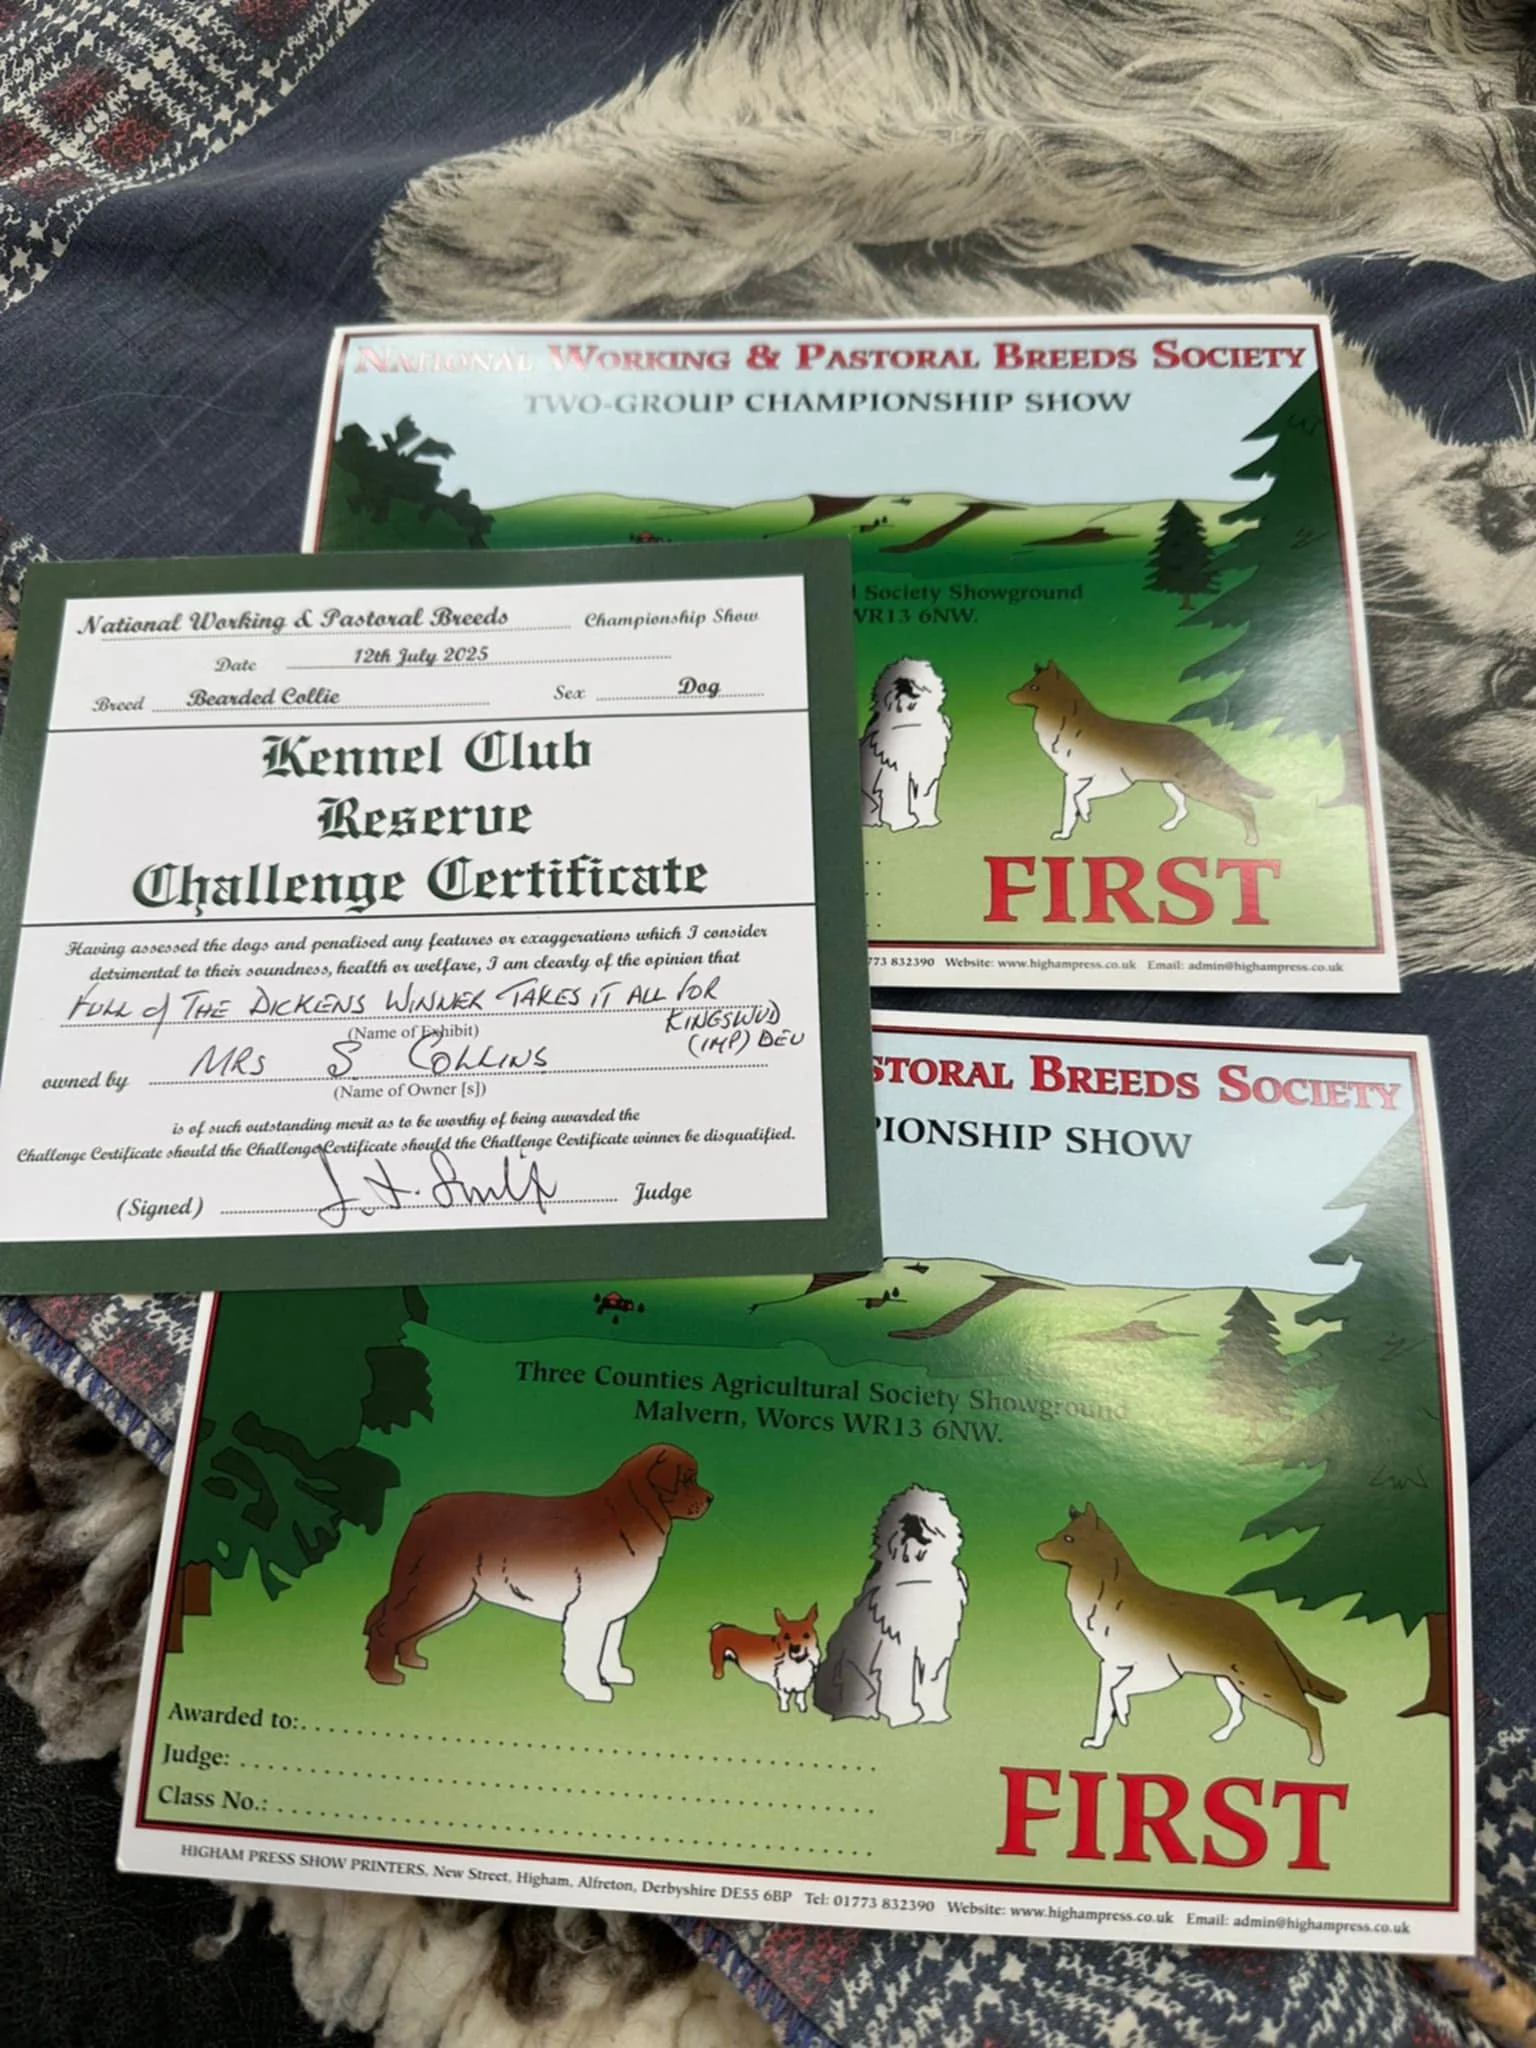 NATIONAL WORKING & PASTORAL BREEDS SOCIETY
TWO-GROUP CHAMPIONSHIP SHOW
Society Showground
WR13 6NW.
FIRST
73 832390 Website: www.highampress.co.uk Email: admin@highampress.co.uk
National Working & Pastoral Breeds Championship Show
Date 12th July 2025
Breed Bearded Collie Sex Dog
Kennel Club
Reserve
Challenge Certificate
Having assessed the dogs and penalised any features or exaggerations which I consider
detrimental to their soundness, health or welfare, I am clearly of the opinion that
FULL of THE DICKENS WINNER TAKES IT ALL FOR
KINGSWUD
(IMP) DEU
(Name of Exhibit)
owned by MRS S COLLINS
(Name of Owner [s])
is of such outstanding merit as to be worthy of being awarded the
Challenge Certificate should the Challenge Certificate should the Challenge Certificate winner be disqualified.
(Signed) Judge
STORAL BREEDS SOCIETY
PIONSHIP SHOW
Three Counties Agricultural Society Showground
Malvern, Worcs WR13 6NW.
Awarded to:
Judge:
Class No.:
FIRST
HIGHAM PRESS SHOW PRINTERS, New Street, Higham, Alfreton, Derbyshire DE55 6BP Tel: 01773 832390 Website: www.highampress.co.uk Email: admin@highampress.co.uk